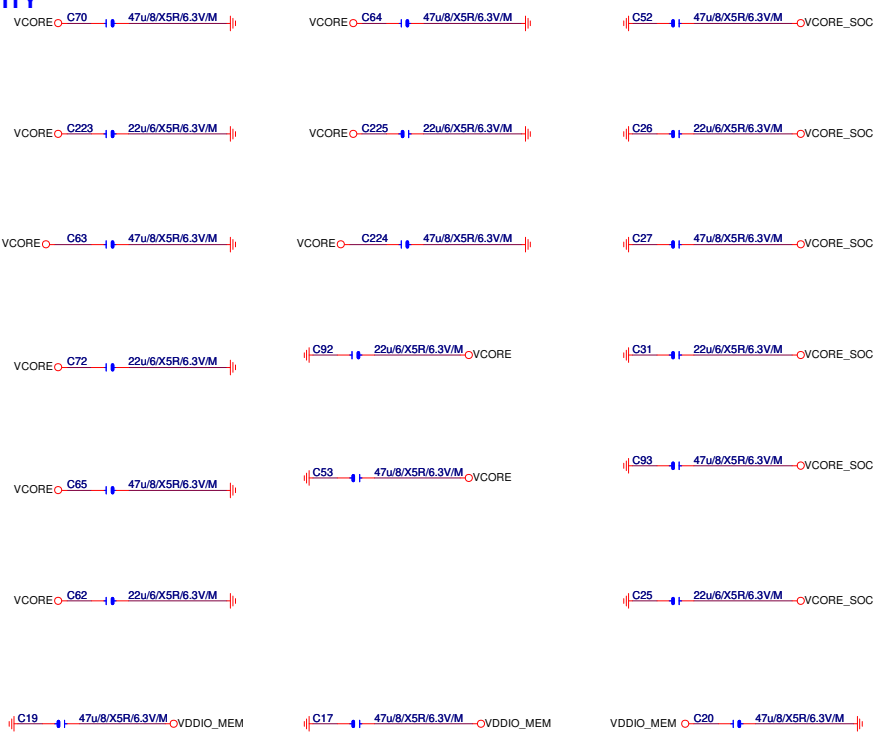 VCORE C70 47u/8/X5R/6.3V/M VCORE C64 47u/8/X5R/6.3V/M C52 47u/8/X5R/6.3V/M VCORE_SOC
VCORE C223 22u/6/X5R/6.3V/M VCORE C225 22u/6/X5R/6.3V/M C26 22u/6/X5R/6.3V/M VCORE_SOC
VCORE C63 47u/8/X5R/6.3V/M VCORE C224 47u/8/X5R/6.3V/M C27 47u/8/X5R/6.3V/M VCORE_SOC
VCORE C72 22u/6/X5R/6.3V/M C92 22u/6/X5R/6.3V/M VCORE C31 22u/6/X5R/6.3V/M VCORE_SOC
VCORE C65 47u/8/X5R/6.3V/M C53 47u/8/X5R/6.3V/M VCORE C93 47u/8/X5R/6.3V/M VCORE_SOC
VCORE C62 22u/6/X5R/6.3V/M C25 22u/6/X5R/6.3V/M VCORE_SOC
C19 47u/8/X5R/6.3V/M VDDIO_MEM C17 47u/8/X5R/6.3V/M VDDIO_MEM VDDIO_MEM C20 47u/8/X5R/6.3V/M